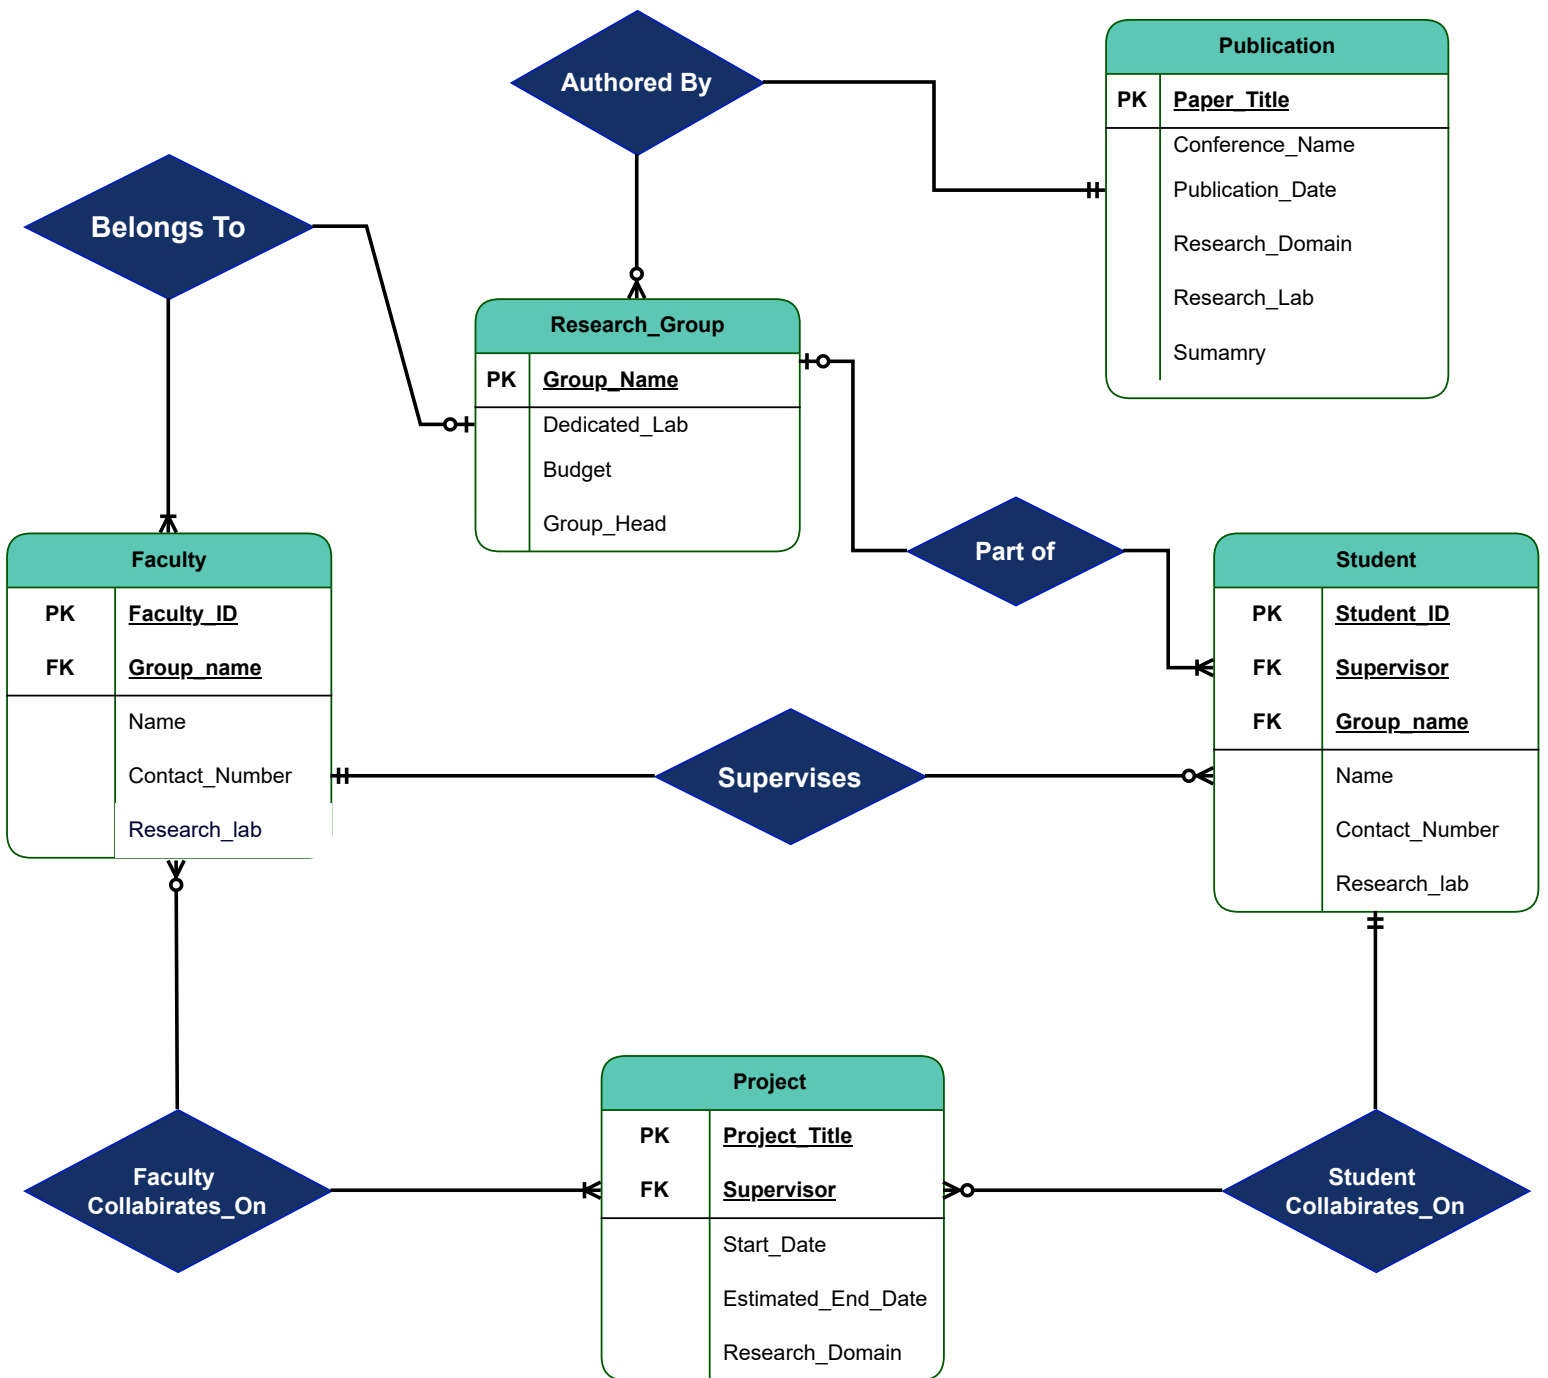 Authored By
Publication
PK Paper_Title
Conference_Name
Publication_Date
Research_Domain
Research_Lab
Sumamry
Belongs To
Research_Group
PK Group_Name
Dedicated_Lab
Budget
Group_Head
Part of
Faculty
PK Faculty_ID
FK Group_name
Name
Contact_Number
Research_lab
Supervises
Student
PK Student_ID
FK Supervisor
FK Group_name
Name
Contact_Number
Research_lab
Faculty
Collabirates_On
Project
PK Project_Title
FK Supervisor
Start_Date
Estimated_End_Date
Research_Domain
Student
Collabirates_On